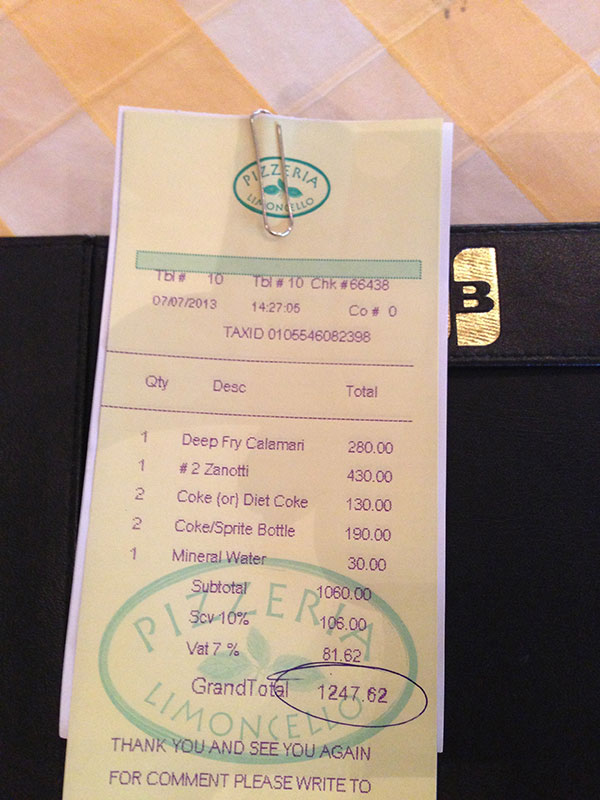 PIZZERIA
LIMONCELLO
Tbl # 10 Tbl # 10 Chk # 66438
07/07/2013 14:27:05 Co # 0
TAXID 0105546082398
Qty Desc Total
1 Deep Fry Calamari 280.00
1 # 2 Zanotti 430.00
2 Coke (or) Diet Coke 130.00
2 Coke/Sprite Bottle 190.00
1 Mineral Water 30.00
Subtotal 1060.00
Scv 10% 106.00
Vat 7 % 81.62
GrandTotal 1247.62
PIZZERIA
LIMONCELLO
THANK YOU AND SEE YOU AGAIN
FOR COMMENT PLEASE WRITE TO
B